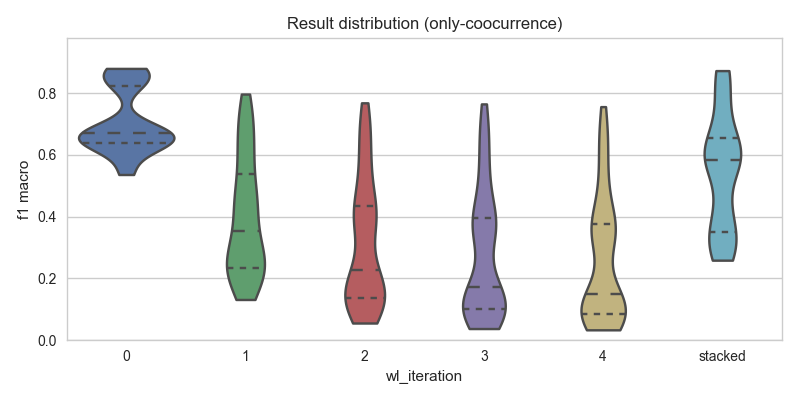 Result distribution (only-coocurrence)
f1 macro
0.8
0.6
0.4
0.2
0.0
0 1 2 3 4 stacked
wl_iteration